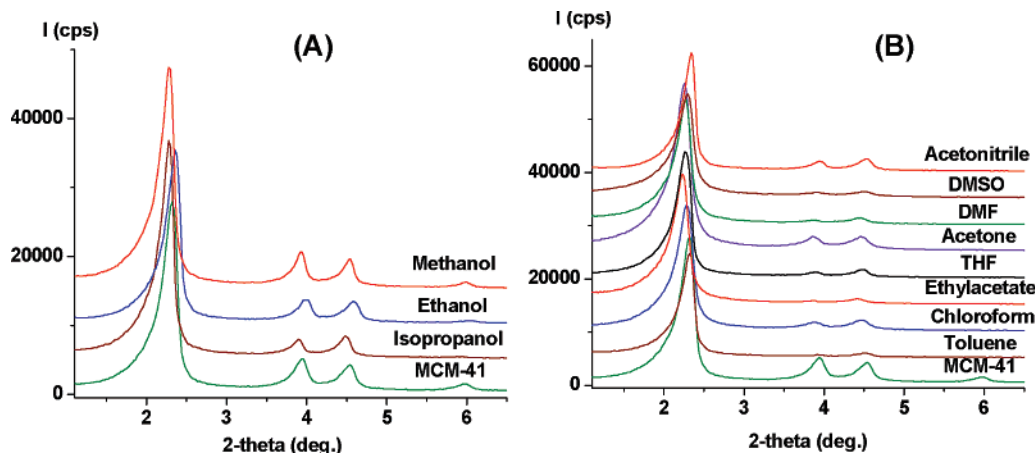 I (cps)
(A)
40000
20000
0
Methanol
Ethanol
Isopropanol
MCM-41
2 3 4 5 6
2-theta (deg.)
I (cps)
(B)
60000
40000
20000
0
Acetonitrile
DMSO
DMF
Acetone
THF
Ethylacetate
Chloroform
Toluene
MCM-41
2 3 4 5 6
2-theta (deg.)